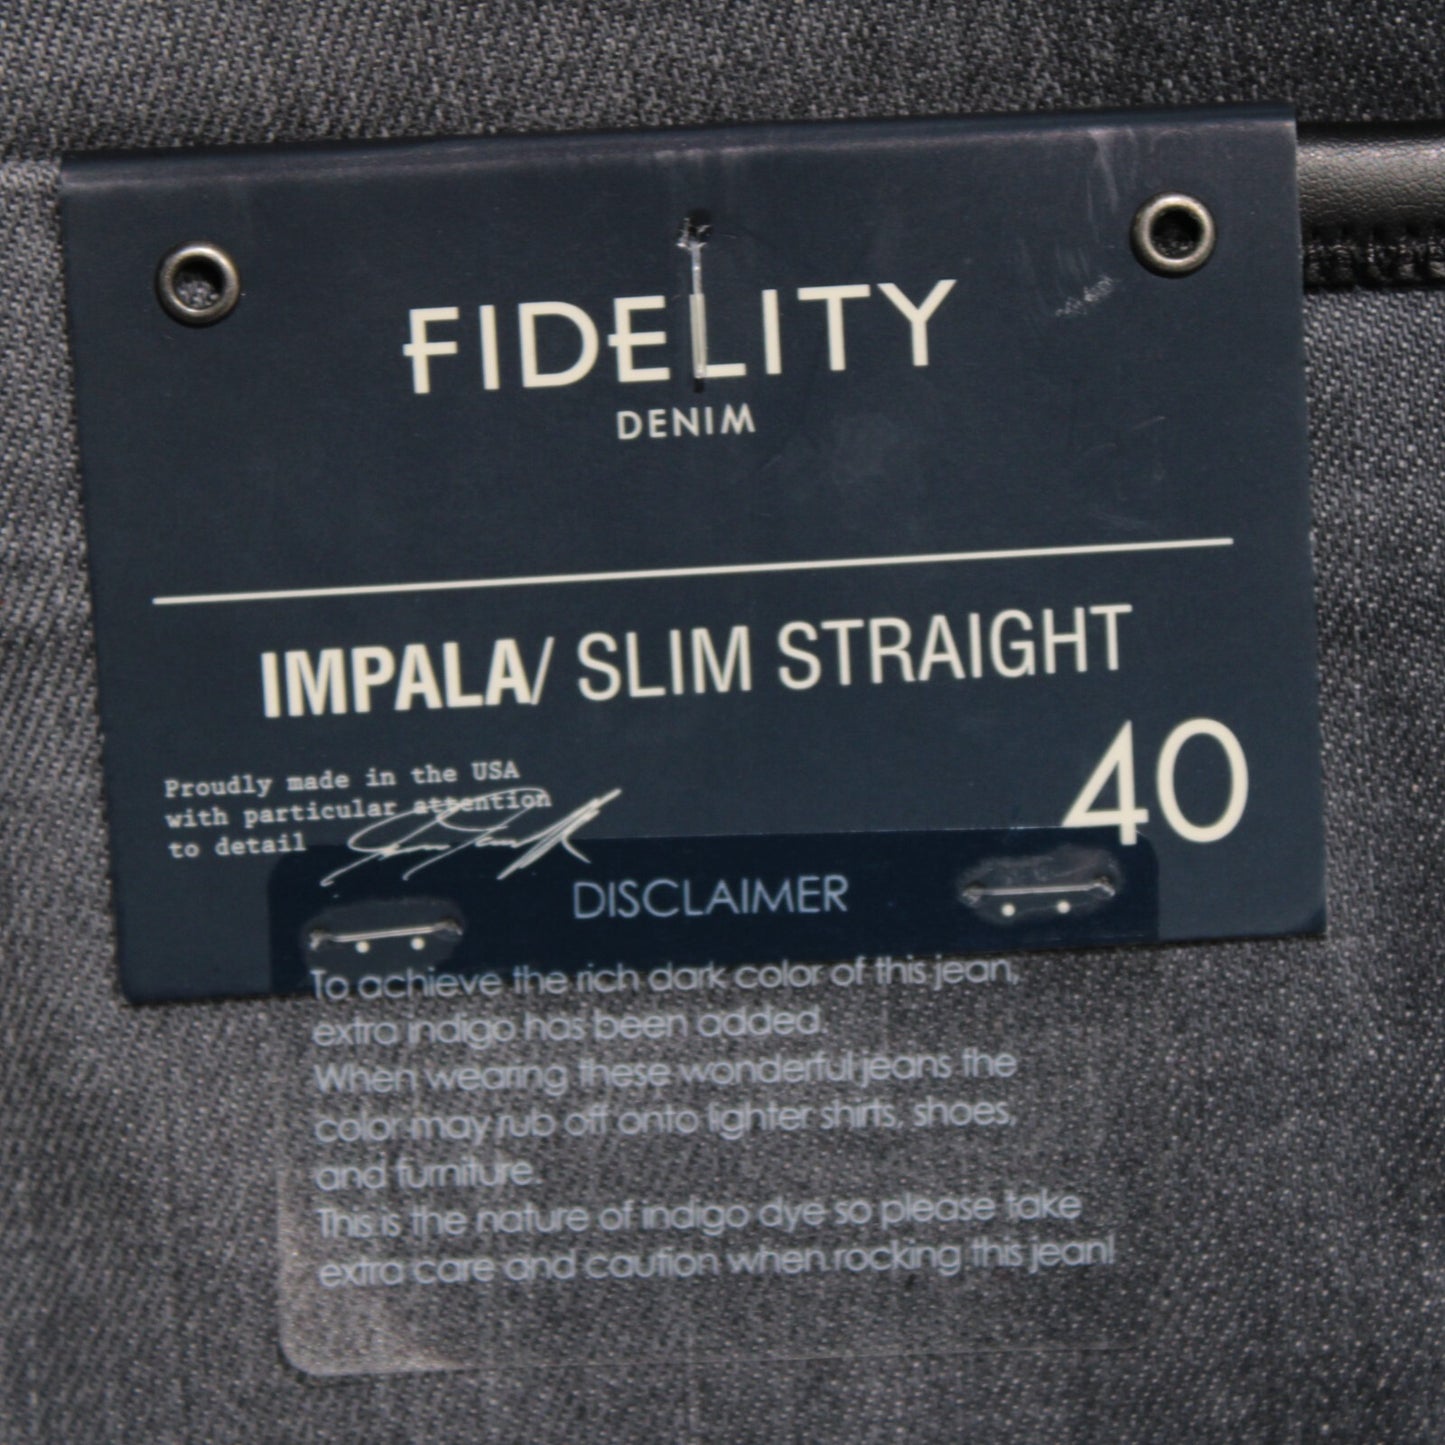 FIDELITY
DENIM
IMPALA/ SLIM STRAIGHT
40
Proudly made in the USA
with particular attention
to detail
DISCLAIMER
To achieve the rich dark color of this jean,
extra indigo has been added.
When wearing these wonderful jeans the
color may rub off onto lighter shirts, shoes,
and furniture.
This is the nature of indigo dye so please take
extra care and caution when rocking this jean!